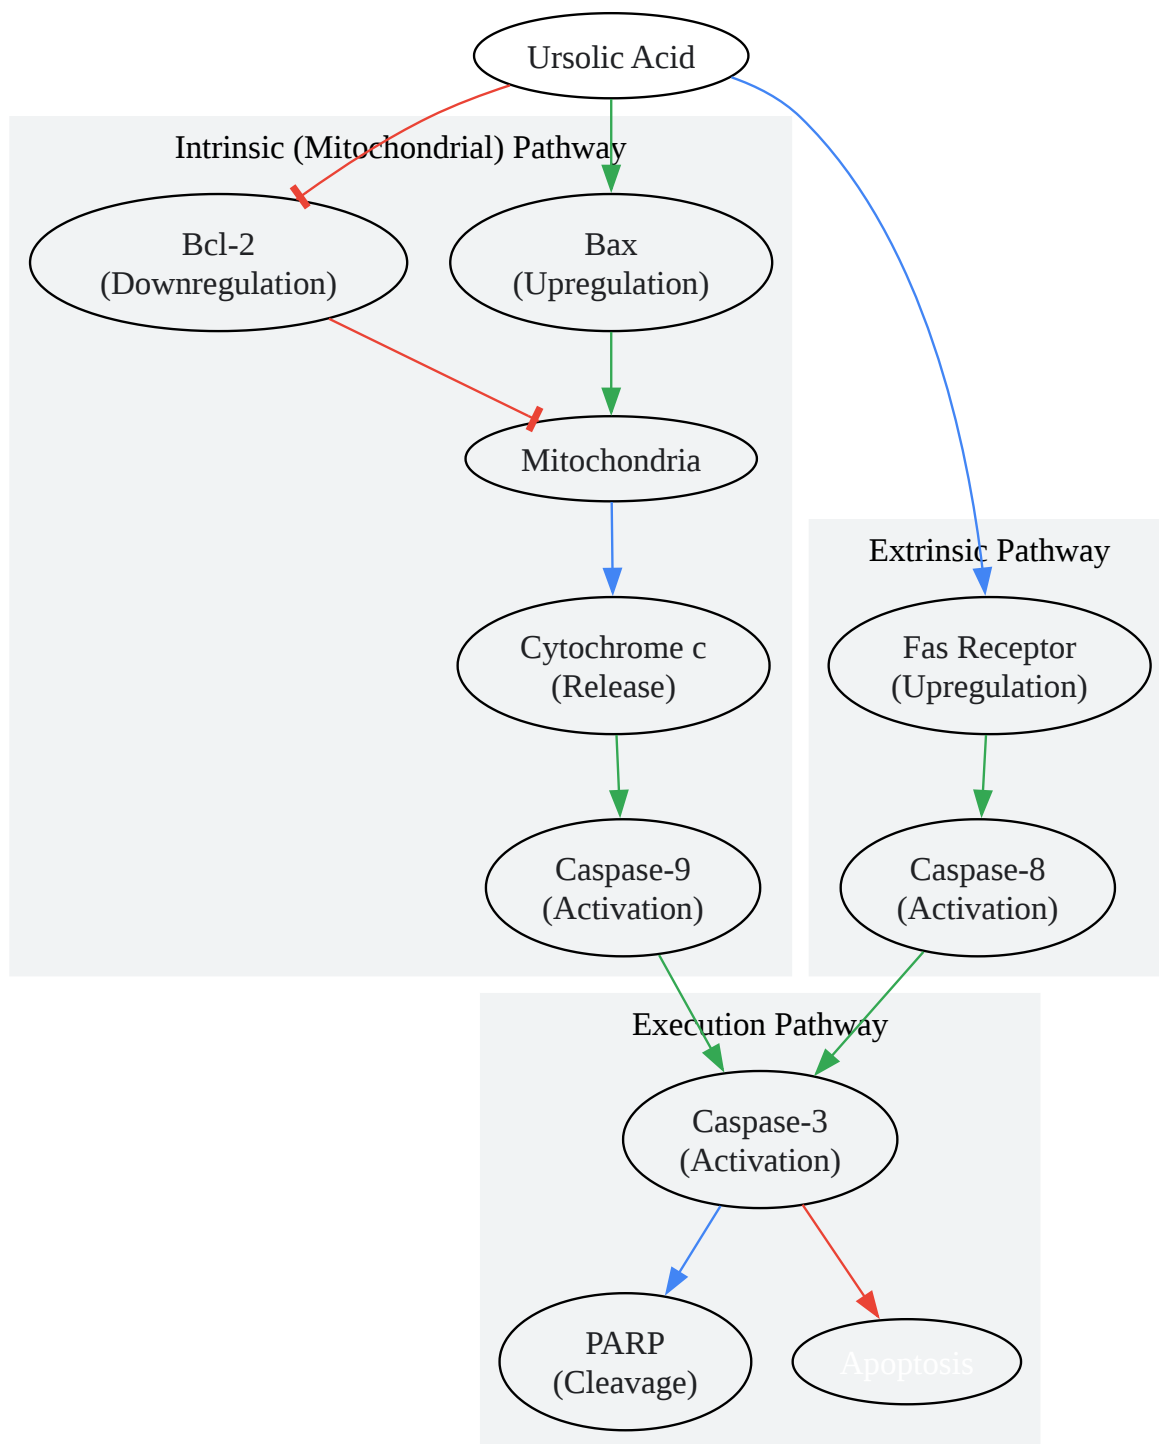 Ursolic Acid
Intrinsic (Mitochondrial) Pathway
Bcl-2
(Downregulation)
Bax
(Upregulation)
Mitochondria
Extrinsic Pathway
Cytochrome c
(Release)
Fas Receptor
(Upregulation)
Caspase-9
(Activation)
Caspase-8
(Activation)
Execution Pathway
Caspase-3
(Activation)
PARP
(Cleavage)
Apoptosis